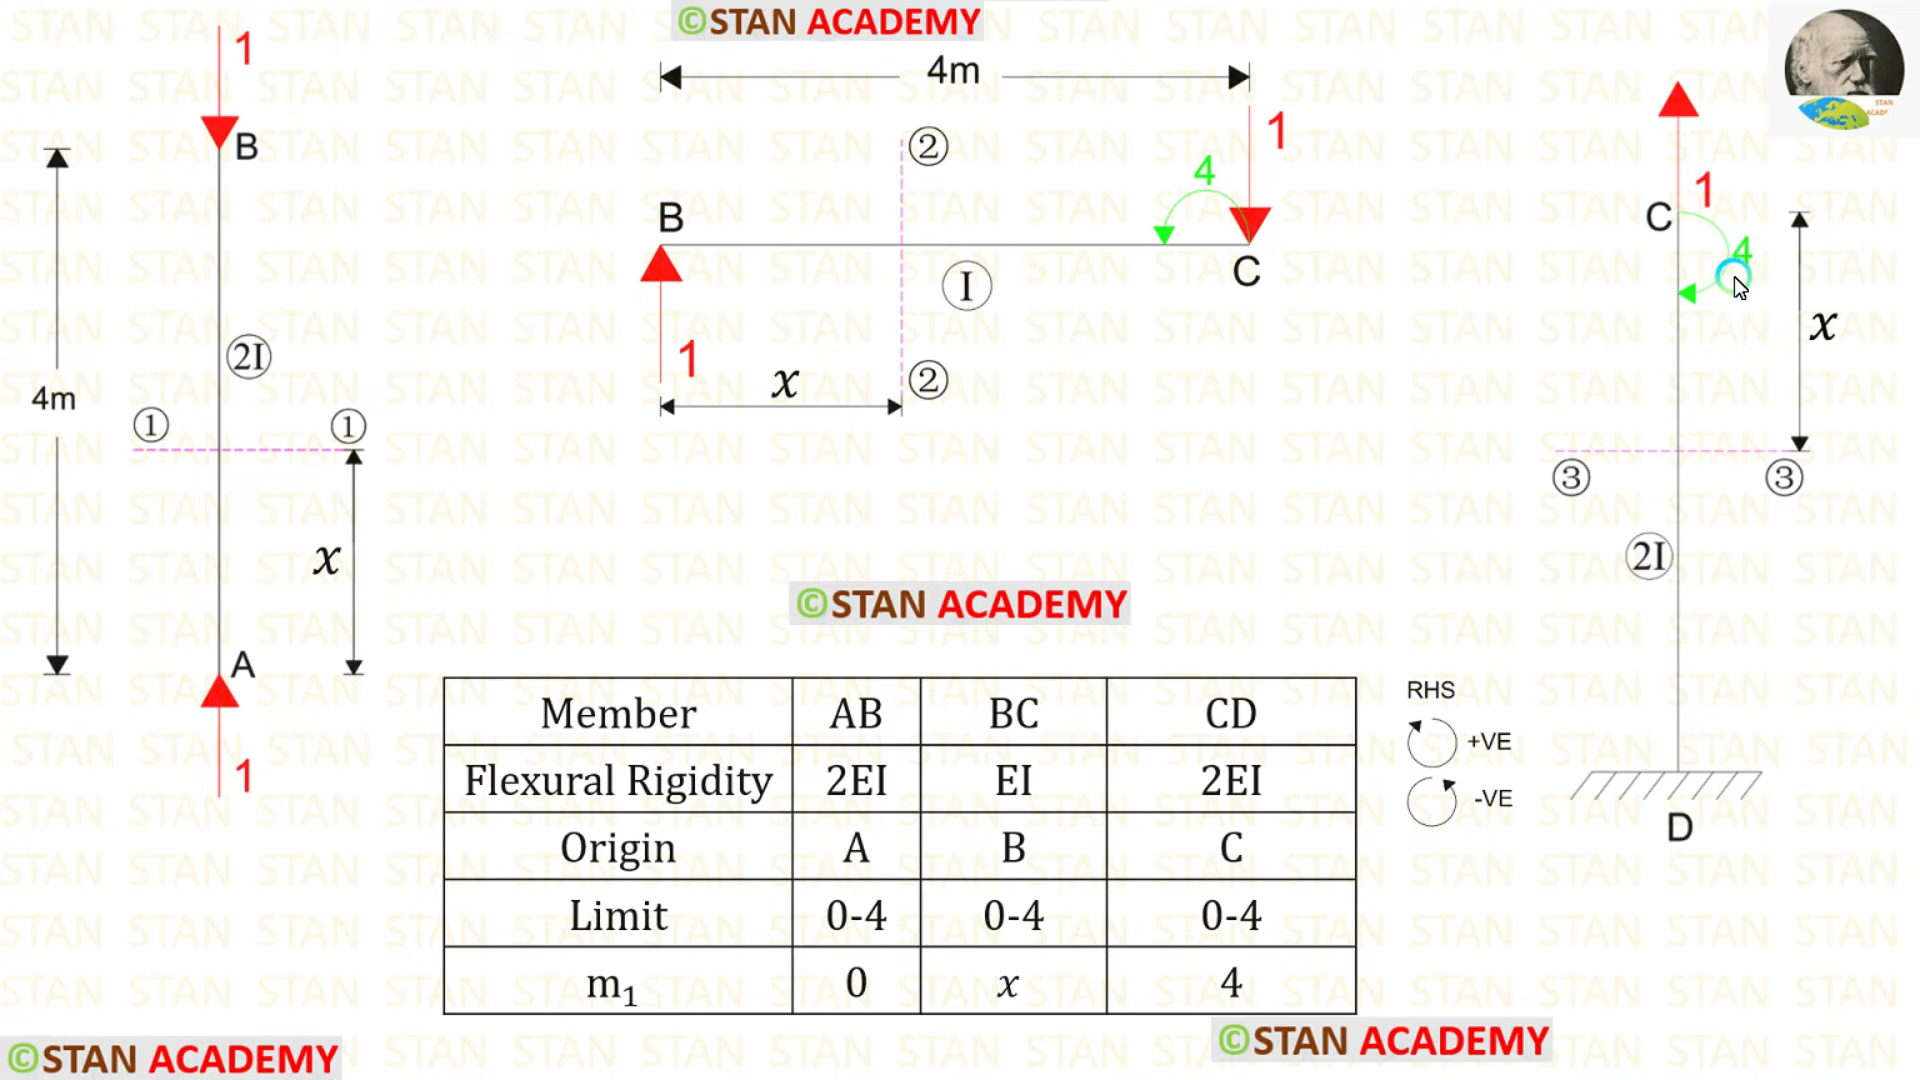 ©STAN ACADEMY
1
B
4m
2I
1
1
x
A
1
4m
2
1
4
B
I
C
1
x
2
1
C
4
x
3
3
2I
D
©STAN ACADEMY
Member AB BC CD
Flexural Rigidity 2EI EI 2EI
Origin A B C
Limit 0-4 0-4 0-4
m₁ 0 x 4
RHS
+VE
-VE
©STAN ACADEMY
©STAN ACADEMY